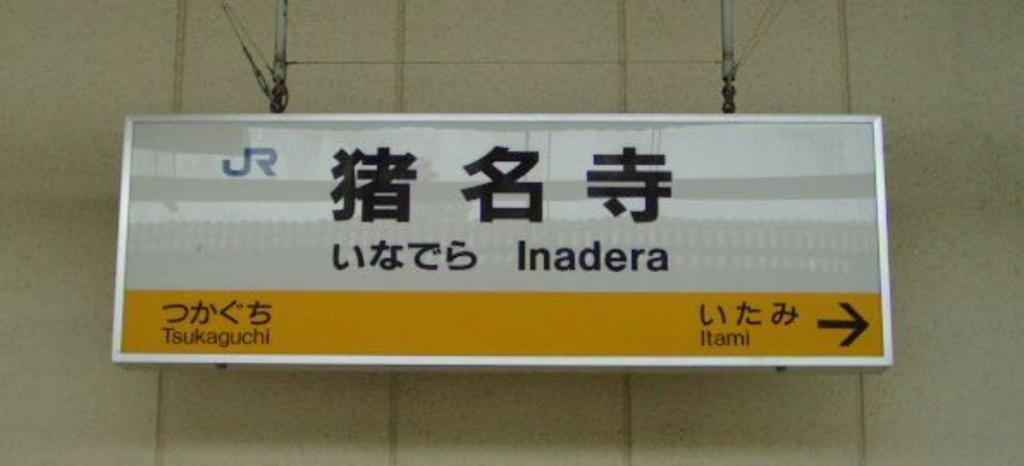 JR 猪名寺
いなでら Inadera
つかぐち いたみ →
Tsukaguchi Itami